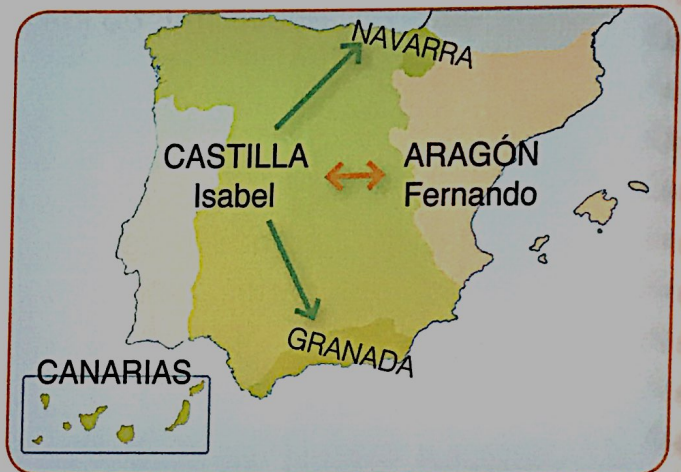 NAVARRA
CASTILLA
Isabel
ARAGÓN
Fernando
GRANADA
CANARIAS